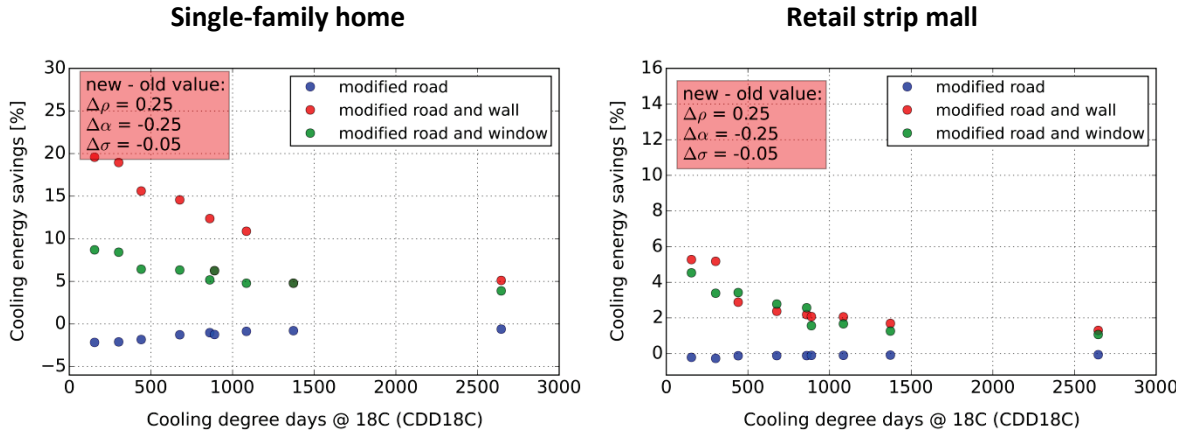 Single-family home
30
25
20
15
10
5
0
−5
Cooling energy savings [%]
new - old value:
Δρ = 0.25
Δα = -0.25
Δσ = -0.05
modified road
modified road and wall
modified road and window
0 500 1000 1500 2000 2500 3000
Cooling degree days @ 18C (CDD18C)
Retail strip mall
16
14
12
10
8
6
4
2
0
Cooling energy savings [%]
new - old value:
Δρ = 0.25
Δα = -0.25
Δσ = -0.05
modified road
modified road and wall
modified road and window
0 500 1000 1500 2000 2500 3000
Cooling degree days @ 18C (CDD18C)